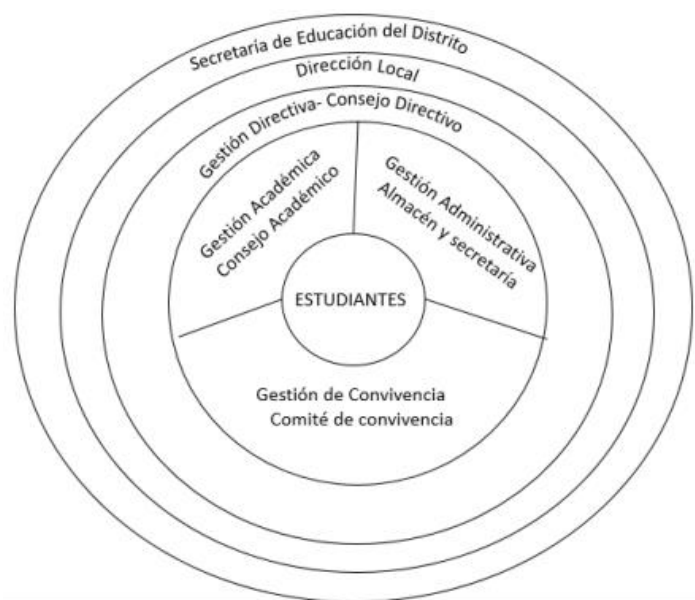 Secretaría de Educación del Distrito
Dirección Local
Gestión Directiva- Consejo Directivo
Gestión Académica
Consejo Académico
Gestión Administrativa
Almacén y secretaría
ESTUDIANTES
Gestión de Convivencia
Comité de convivencia